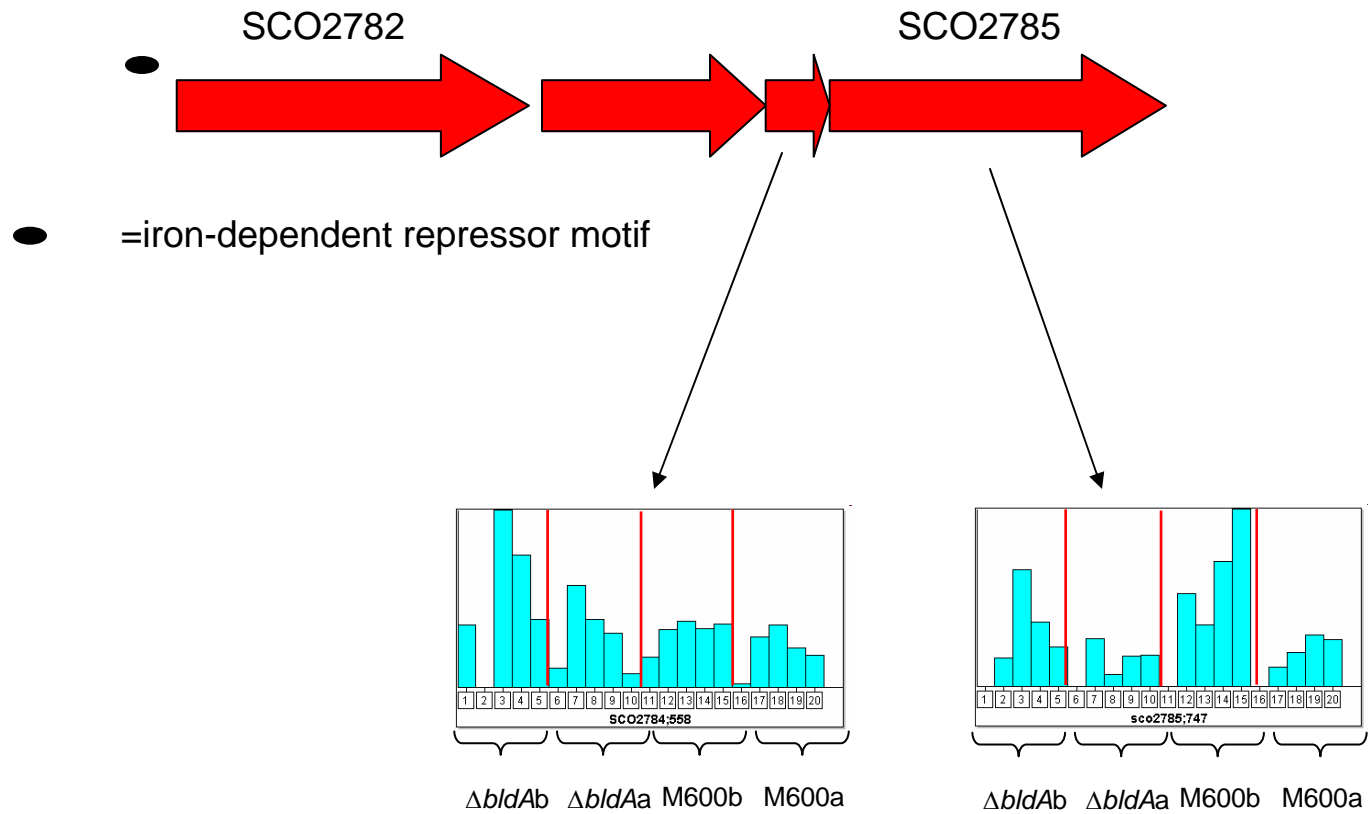 SCO2782 SCO2785
=iron-dependent repressor motif
1 2 3 4 5 6 7 8 9 10 11 12 13 14 15 16 17 18 19 20
SCO2784;558
1 2 3 4 5 6 7 8 9 10 11 12 13 14 15 16 17 18 19 20
sco2785;747
ΔbldAb ΔbldAa M600b M600a
ΔbldAb ΔbldAa M600b M600a